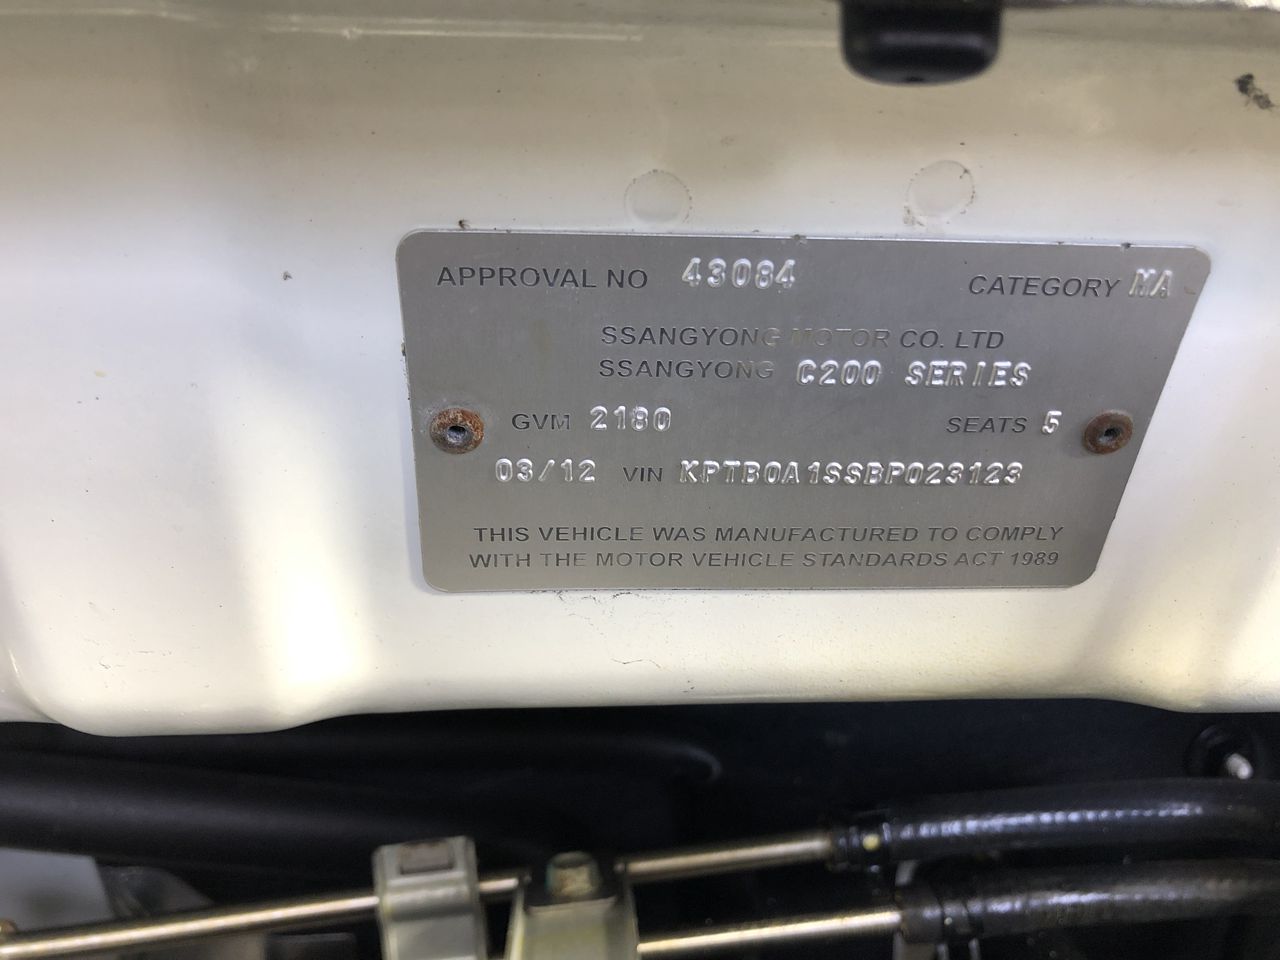 APPROVAL NO 43084 CATEGORY MA
SSANGYONG MOTOR CO. LTD
SSANGYONG C200 SERIES
GVM 2180 SEATS 5
03/12 VIN KPTB0A1SSBP023123
THIS VEHICLE WAS MANUFACTURED TO COMPLY
WITH THE MOTOR VEHICLE STANDARDS ACT 1989